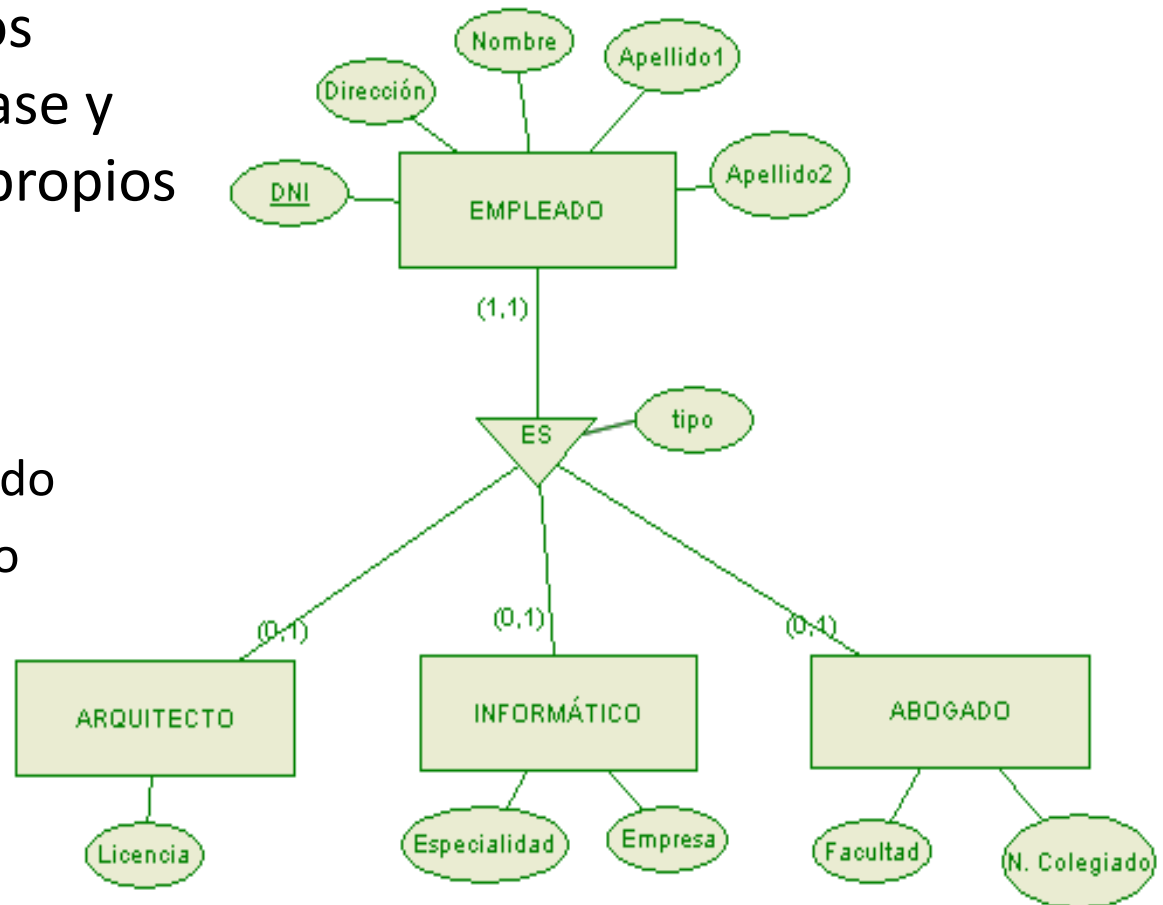 os
ase y
propios
do
o
Nombre
Apellido1
Dirección
Apellido2
DNI
EMPLEADO
(1,1)
ES
tipo
(0,1)
(0,1)
(0,1)
ARQUITECTO
INFORMÁTICO
ABOGADO
Licencia
Especialidad
Empresa
Facultad
N. Colegiado